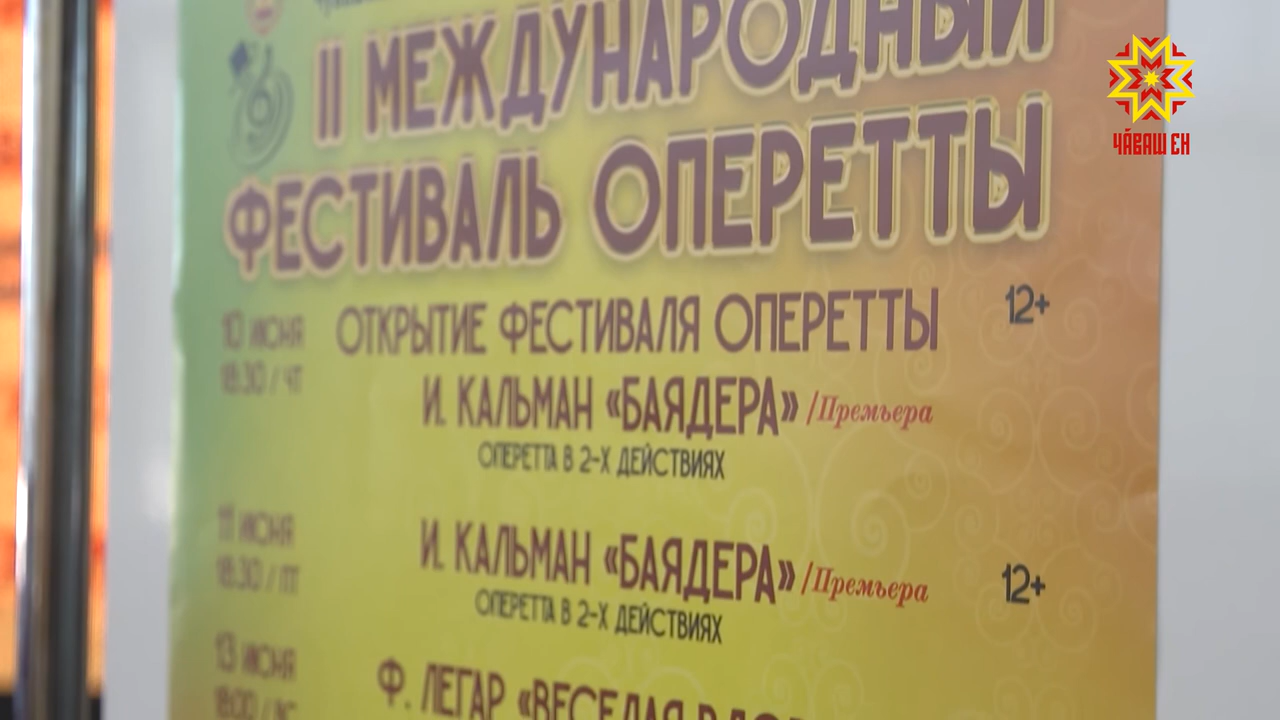 II МЕЖДУНАРОДНЫЙ
ФЕСТИВАЛЬ ОПЕРЕТТЫ
10 ИЮНЯ ОТКРЫТИЕ ФЕСТИВАЛЯ ОПЕРЕТТЫ 12+
18:30 / ЧТ И. КАЛЬМАН «БАЯДЕРА» /Премьера
ОПЕРЕТТА В 2-Х ДЕЙСТВИЯХ
11 ИЮНЯ И. КАЛЬМАН «БАЯДЕРА» /Премьера 12+
18:30 / ПТ ОПЕРЕТТА В 2-Х ДЕЙСТВИЯХ
13 ИЮНЯ Ф. ЛЕГАР «ВЕСЕЛАЯ
ЧӐВАШ ЕН